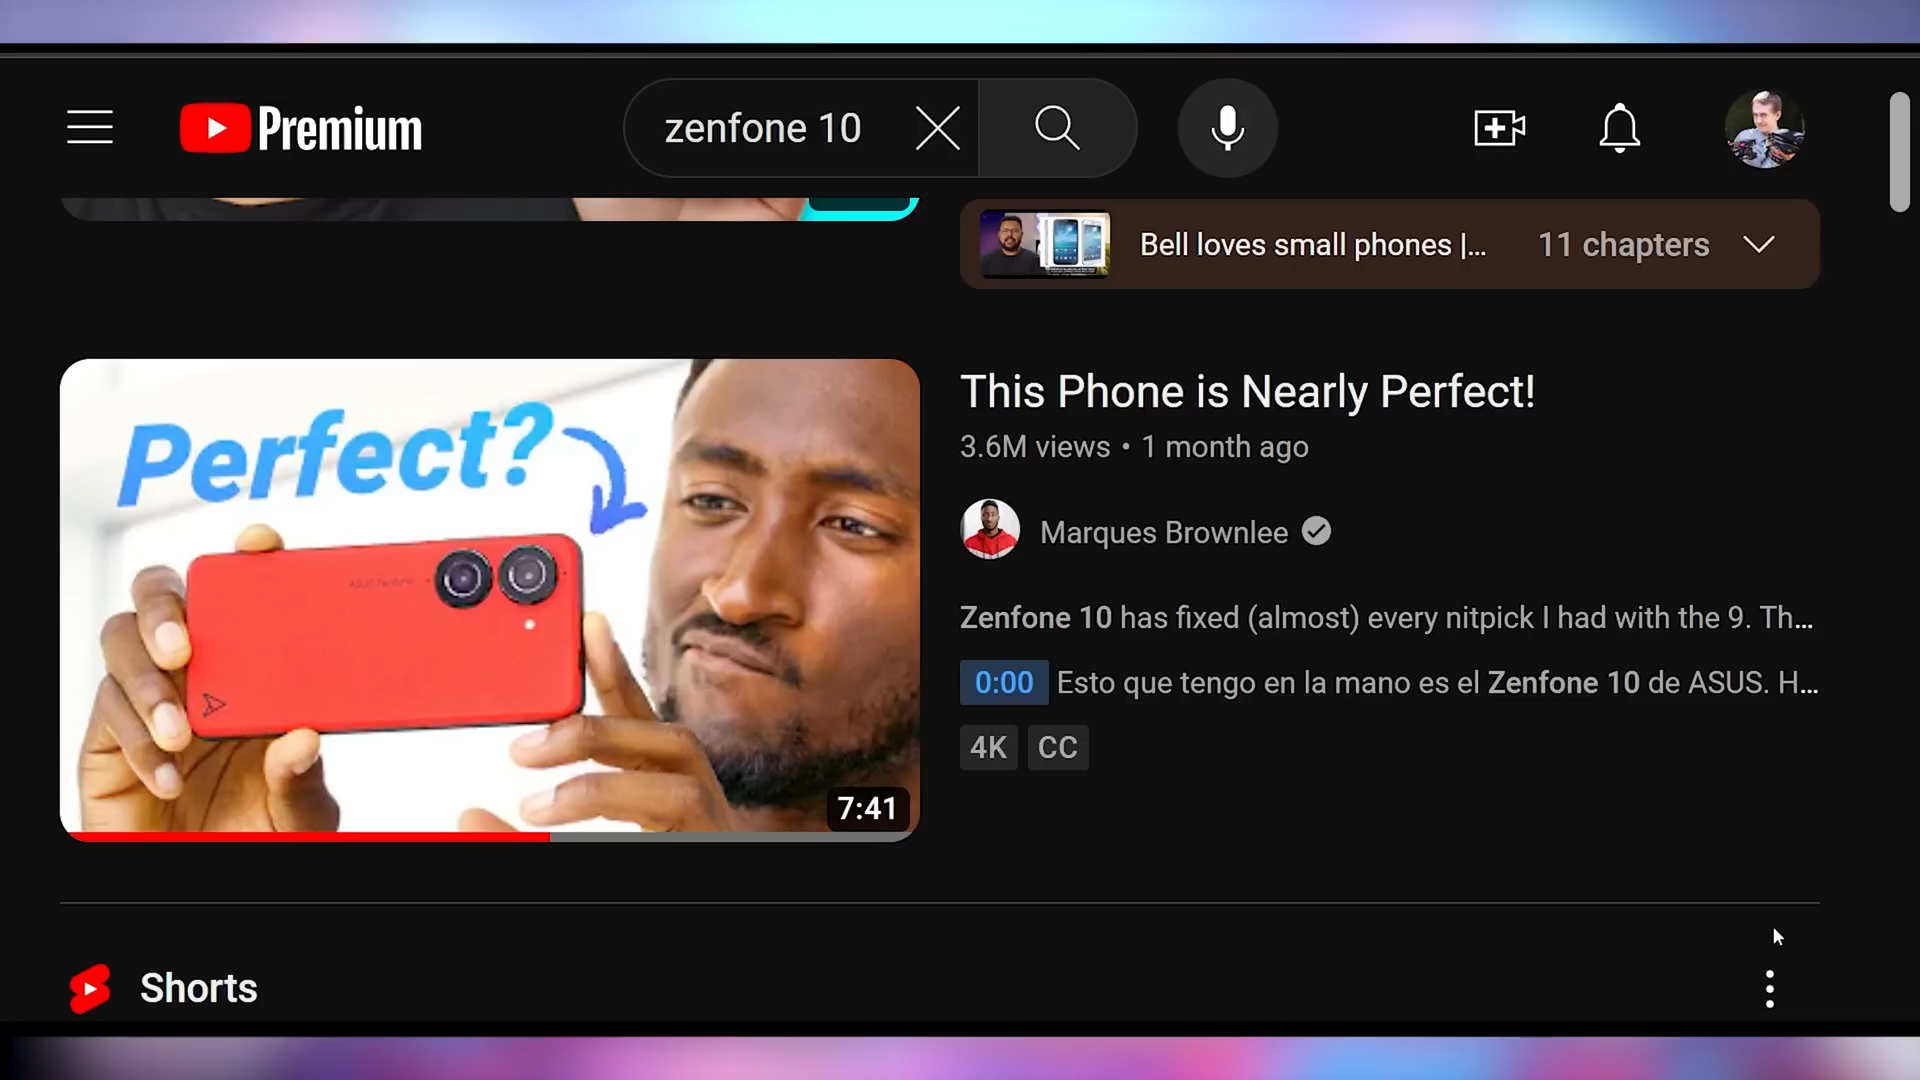 Premium
zenfone 10
Bell loves small phones |...
11 chapters
Perfect?
ASUS Zenfone
7:41
This Phone is Nearly Perfect!
3.6M views • 1 month ago
Marques Brownlee
Zenfone 10 has fixed (almost) every nitpick I had with the 9. Th...
0:00 Esto que tengo en la mano es el Zenfone 10 de ASUS. H...
4K CC
Shorts